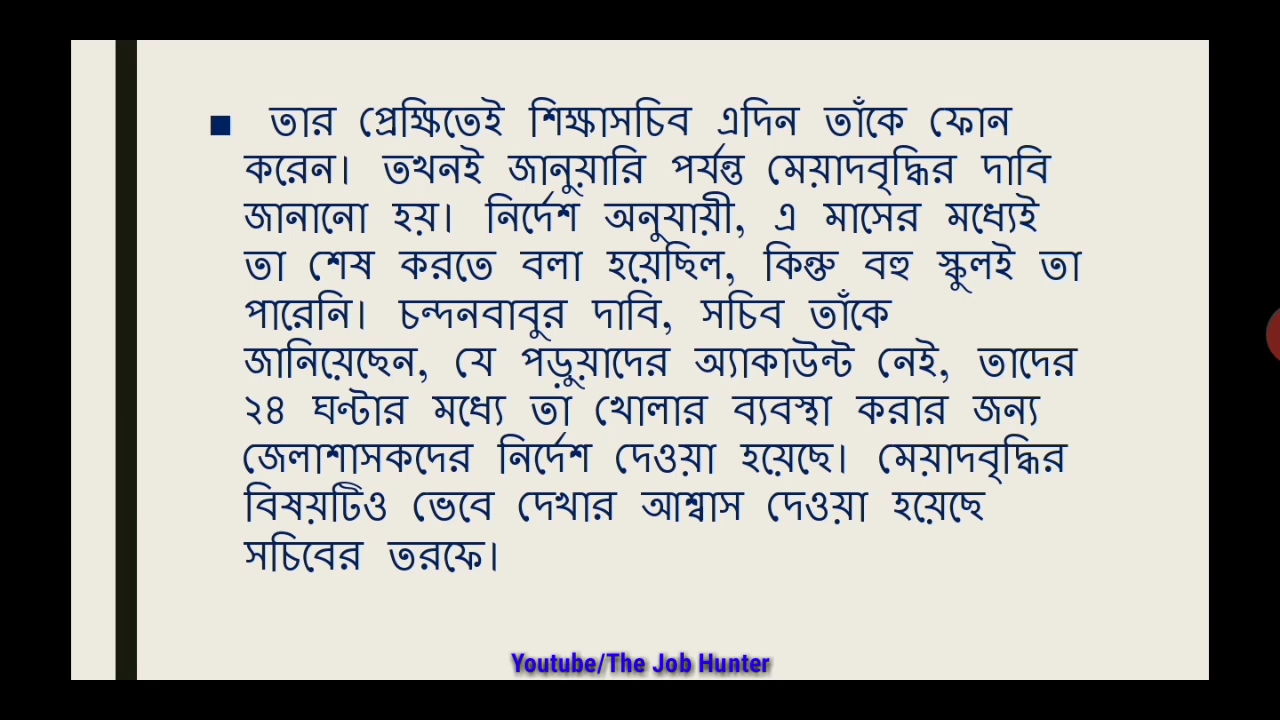 ■ তার প্রেক্ষিতেই শিক্ষাসচিব এদিন তাঁকে ফোন
করেন। তখনই জানুয়ারি পর্যন্ত মেয়াদবৃদ্ধির দাবি
জানানো হয়। নির্দেশ অনুযায়ী, এ মাসের মধ্যেই
তা শেষ করতে বলা হয়েছিল, কিন্তু বহু স্কুলই তা
পারেনি। চন্দনবাবুর দাবি, সচিব তাঁকে
জানিয়েছেন, যে পড়ুয়াদের অ্যাকাউন্ট নেই, তাদের
২৪ ঘন্টার মধ্যে তা খোলার ব্যবস্থা করার জন্য
জেলাশাসকদের নির্দেশ দেওয়া হয়েছে। মেয়াদবৃদ্ধির
বিষয়টিও ভেবে দেখার আশ্বাস দেওয়া হয়েছে
সচিবের তরফে।
Youtube/The Job Hunter